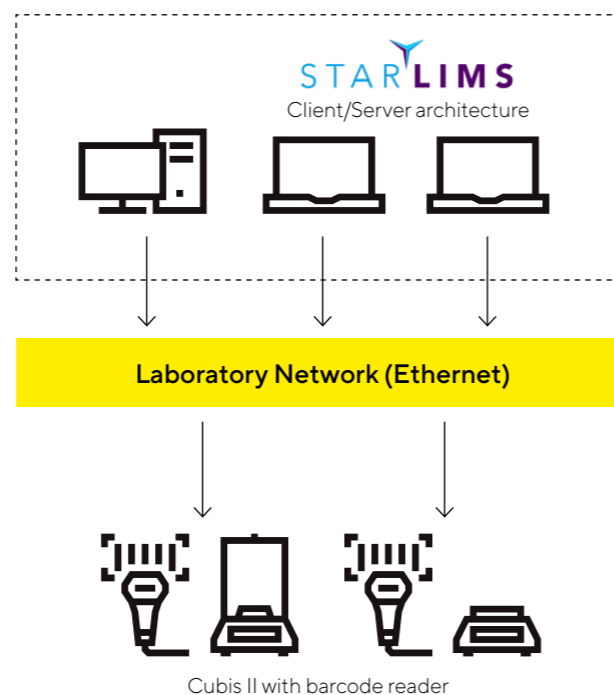 STARLIMS
Client/Server architecture
Laboratory Network (Ethernet)
Cubis II with barcode reader